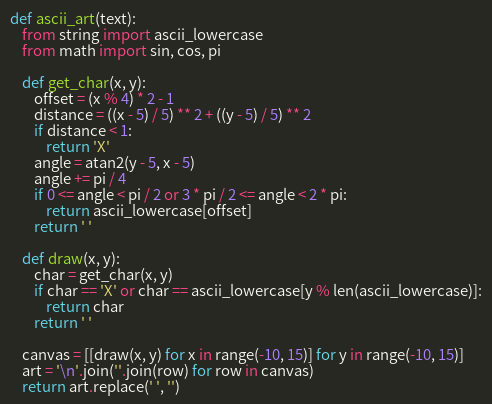 def ascii_art(text):
    from string import ascii_lowercase
    from math import sin, cos, pi

    def get_char(x, y):
        offset = (x % 4) * 2 - 1
        distance = ((x - 5) / 5) ** 2 + ((y - 5) / 5) ** 2
        if distance < 1:
            return 'X'
        angle = atan2(y - 5, x - 5)
        angle += pi / 4
        if 0 <= angle < pi / 2 or 3 * pi / 2 <= angle < 2 * pi:
            return ascii_lowercase[offset]
        return ' '

    def draw(x, y):
        char = get_char(x, y)
        if char == 'X' or char == ascii_lowercase[y % len(ascii_lowercase)]:
            return char
        return ' '

    canvas = [[draw(x, y) for x in range(-10, 15)] for y in range(-10, 15)]
    art = '\n'.join(''.join(row) for row in canvas)
    return art.replace(' ', '')